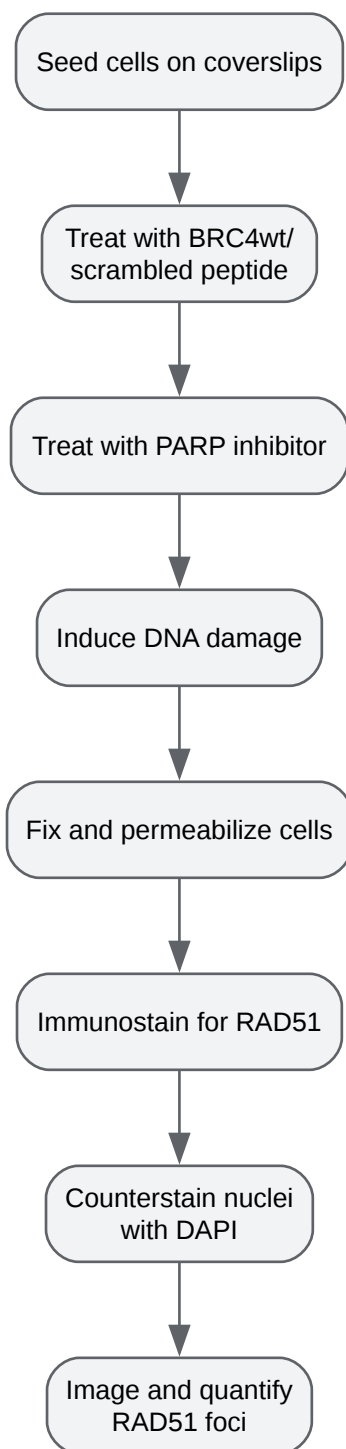 Seed cells on coverslips
Treat with BRC4wt/
scrambled peptide
Treat with PARP inhibitor
Induce DNA damage
Fix and permeabilize cells
Immunostain for RAD51
Counterstain nuclei
with DAPI
Image and quantify
RAD51 foci